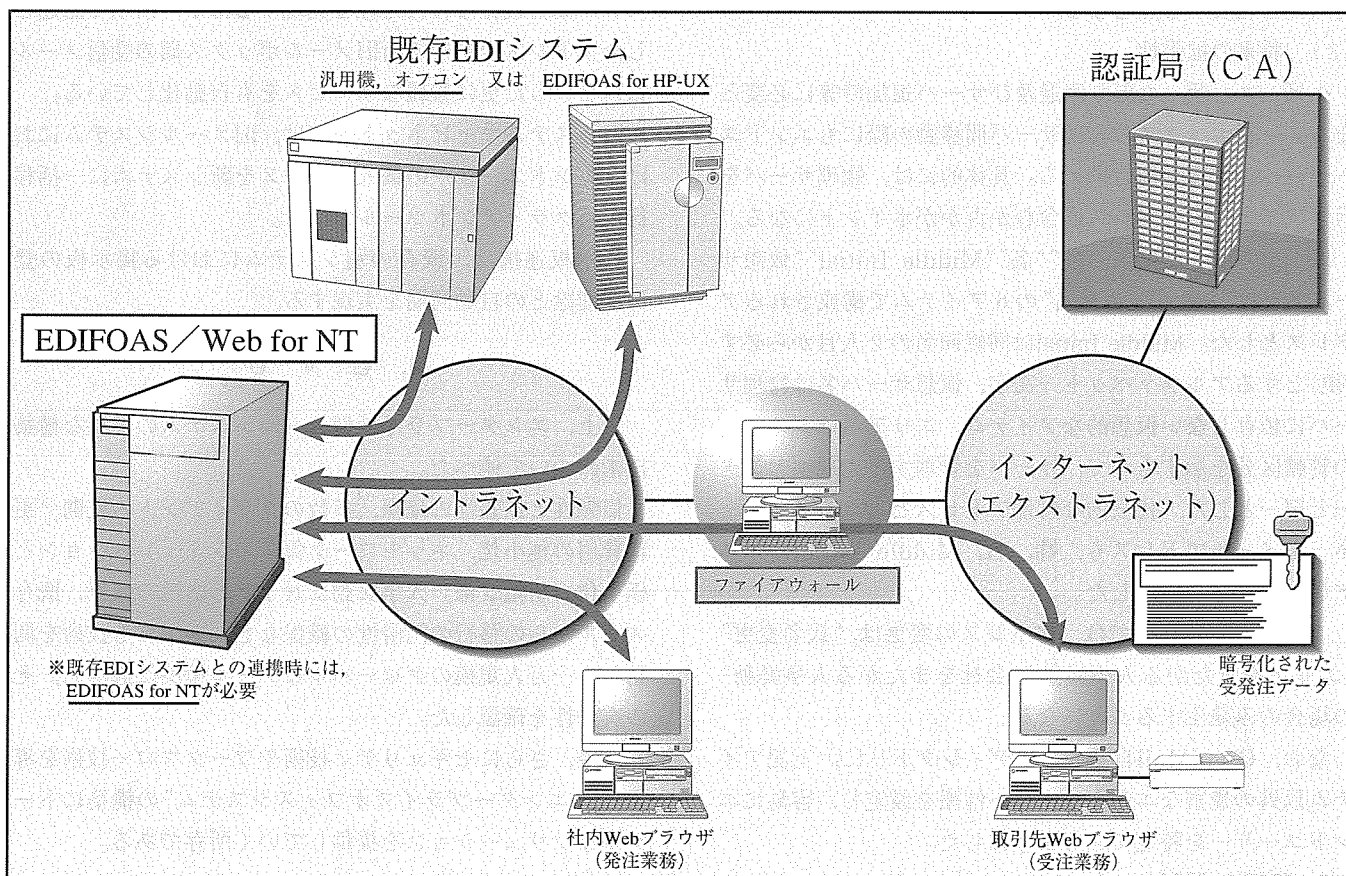 既存EDIシステム
汎用機，オフコン 又は EDIFOAS for HP-UX
認証局（CA）
EDIFOAS／Web for NT
イントラネット
ファイアウォール
インターネット
(エクストラネット)
※既存EDIシステムとの連携時には，
EDIFOAS for NTが必要
暗号化された
受発注データ
社内Webブラウザ
（発注業務）
取引先Webブラウザ
（受注業務）